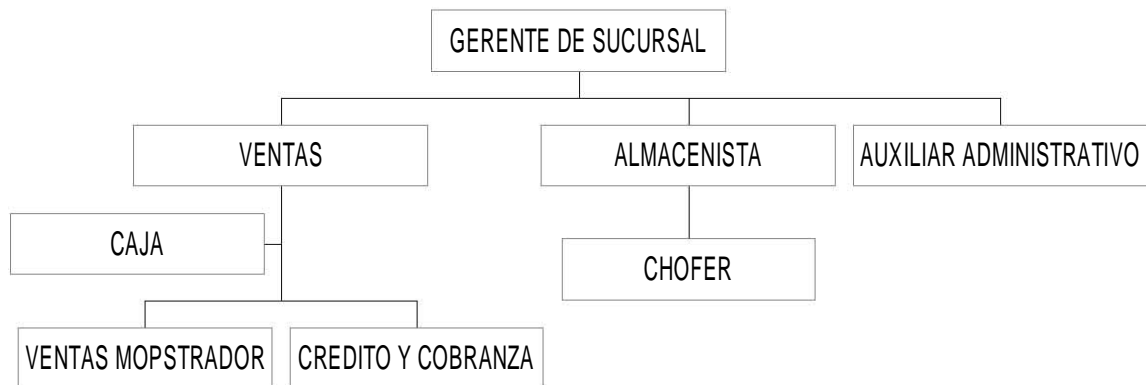 GERENTE DE SUCURSAL
VENTAS
ALMACENISTA
AUXILIAR ADMINISTRATIVO
CAJA
CHOFER
VENTAS MOPSTRADOR
CREDITO Y COBRANZA